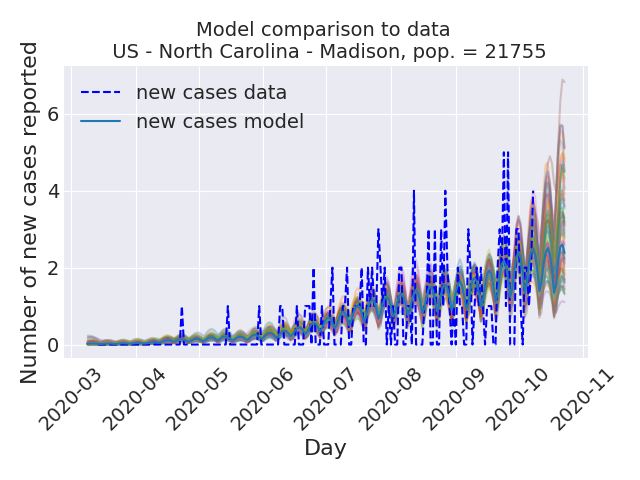 Model comparison to data
US - North Carolina - Madison, pop. = 21755
Number of new cases reported
new cases data
new cases model
6
4
2
0
2020-03
2020-04
2020-05
2020-06
2020-07
2020-08
2020-09
2020-10
2020-11
Day